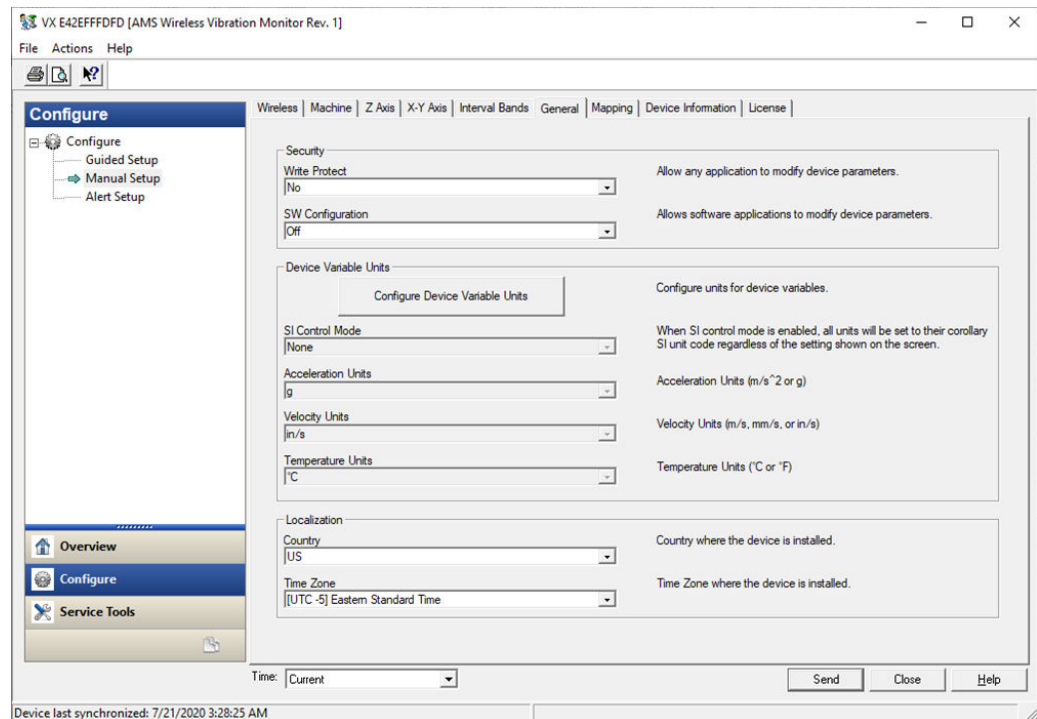 VX E42EFFFDFD [AMS Wireless Vibration Monitor Rev. 1]
File Actions Help
Configure
Configure
Guided Setup
Manual Setup
Alert Setup
Overview
Configure
Service Tools
Wireless Machine Z Axis X-Y Axis Interval Bands General Mapping Device Information License
Security
Write Protect
No
Allow any application to modify device parameters.
SW Configuration
Off
Allows software applications to modify device parameters.
Device Variable Units
Configure Device Variable Units
Configure units for device variables.
SI Control Mode
None
When SI control mode is enabled, all units will be set to their corollary
SI unit code regardless of the setting shown on the screen.
Acceleration Units
g
Acceleration Units (m/s^2 or g)
Velocity Units
in/s
Velocity Units (m/s, mm/s, or in/s)
Temperature Units
°C
Temperature Units (°C or °F)
Localization
Country
US
Country where the device is installed.
Time Zone
[UTC -5] Eastern Standard Time
Time Zone where the device is installed.
Time: Current
Send Close Help
Device last synchronized: 7/21/2020 3:28:25 AM